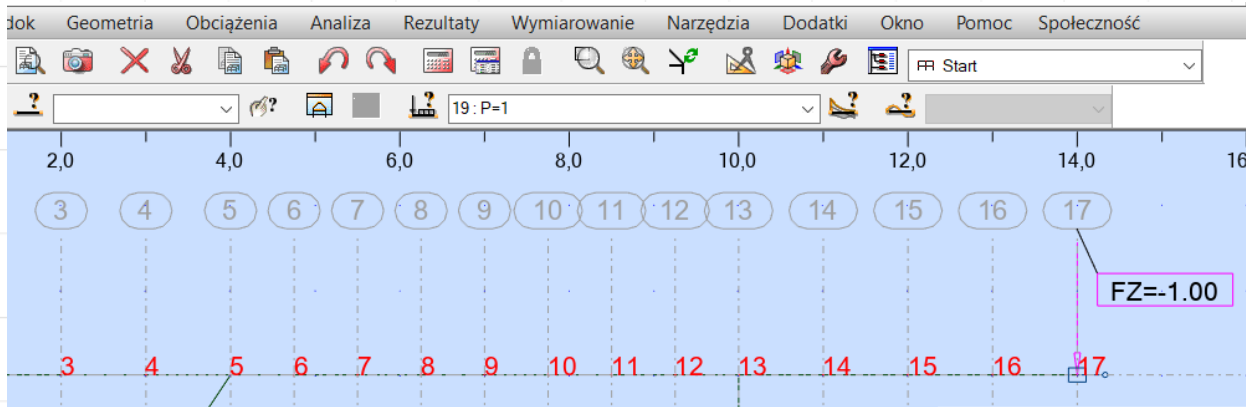 dok Geometria Obciążenia Analiza Rezultaty Wymiarowanie Narzędzia Dodatki Okno Pomoc Społeczność
Start
19 : P=1
2,0 4,0 6,0 8,0 10,0 12,0 14,0 16
3 4 5 6 7 8 9 10 11 12 13 14 15 16 17
FZ=-1.00
3 4 5 6 7 8 9 10 11 12 13 14 15 16 17